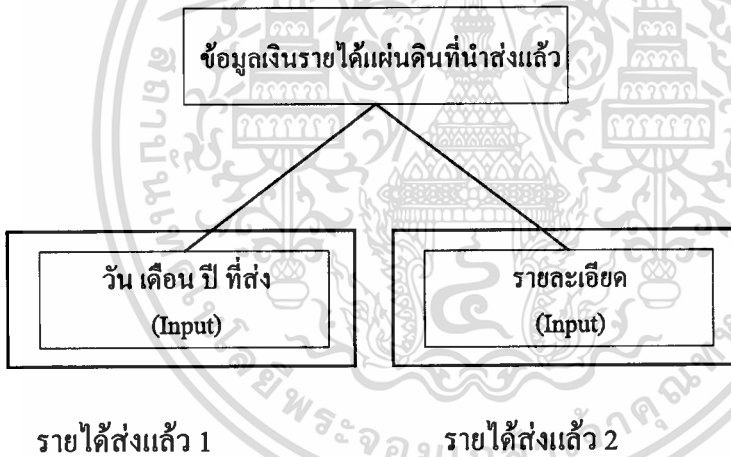 ข้อมูลเงินรายได้แผ่นดินที่นำส่งแล้ว
วัน เดือน ปี ที่ส่ง
(Input)
รายละเอียด
(Input)
รายได้ส่งแล้ว 1
รายได้ส่งแล้ว 2